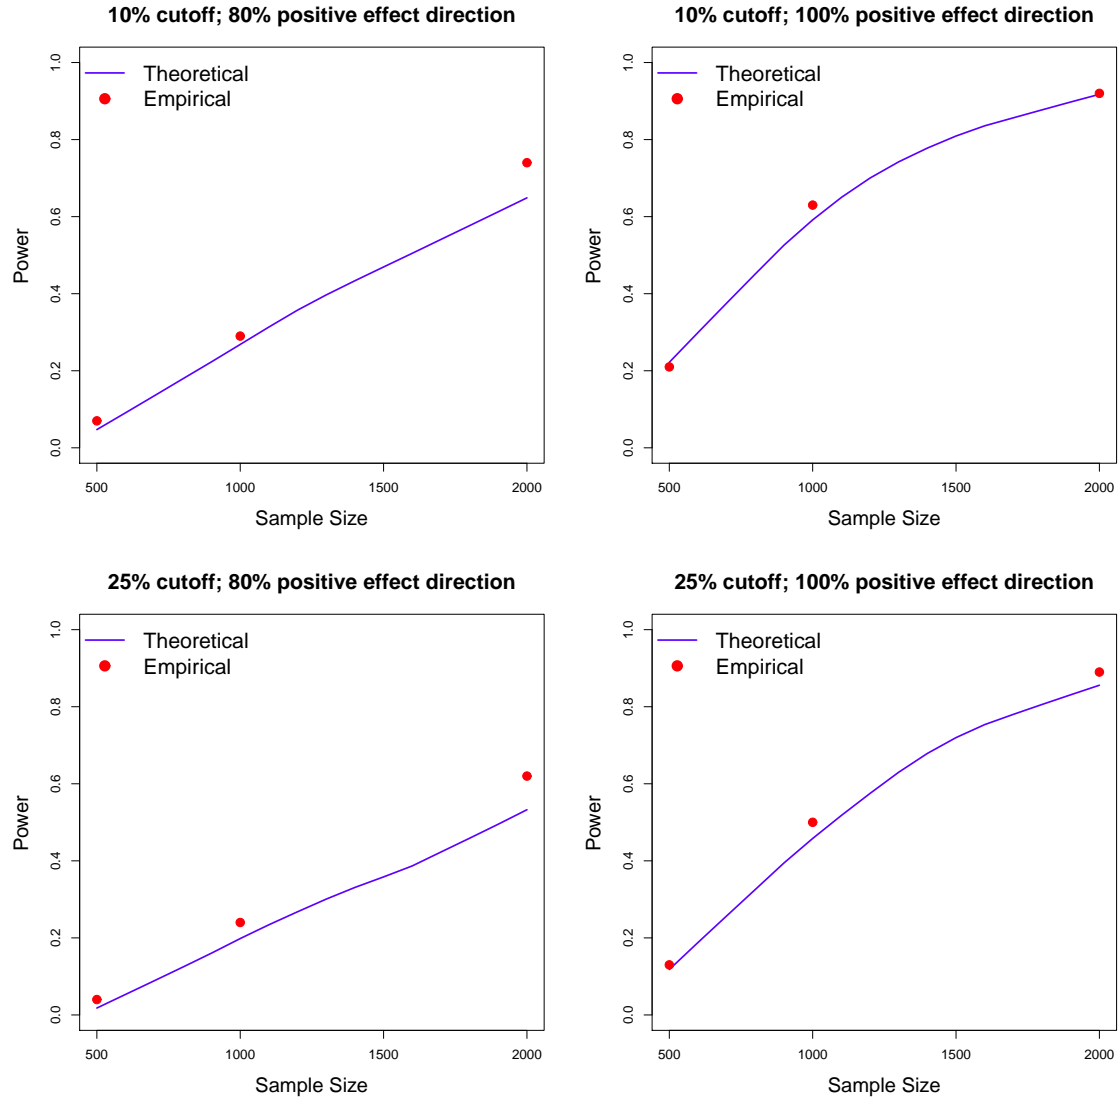 10% cutoff; 80% positive effect direction
Theoretical
Empirical
Power
0.0
0.2
0.4
0.6
0.8
1.0
500
1000
1500
2000
Sample Size
10% cutoff; 100% positive effect direction
Theoretical
Empirical
Power
0.0
0.2
0.4
0.6
0.8
1.0
500
1000
1500
2000
Sample Size
25% cutoff; 80% positive effect direction
Theoretical
Empirical
Power
0.0
0.2
0.4
0.6
0.8
1.0
500
1000
1500
2000
Sample Size
25% cutoff; 100% positive effect direction
Theoretical
Empirical
Power
0.0
0.2
0.4
0.6
0.8
1.0
500
1000
1500
2000
Sample Size